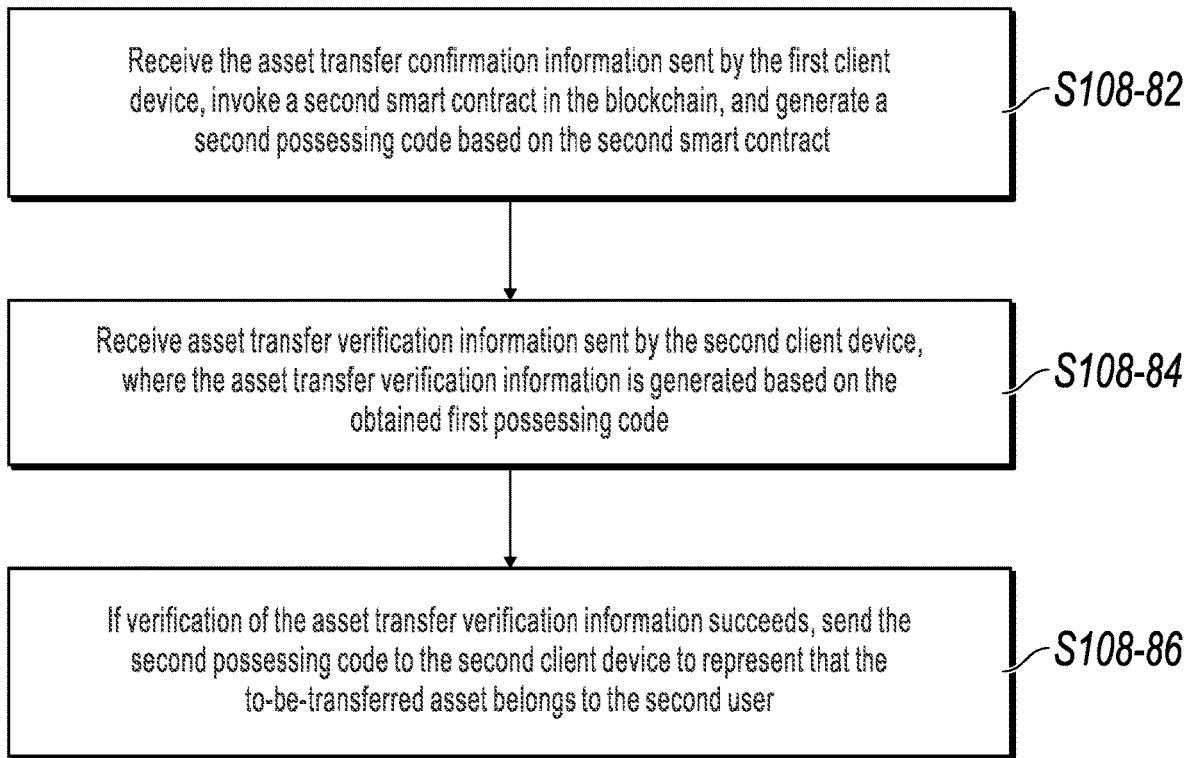 Receive the asset transfer confirmation information sent by the first client
device, invoke a second smart contract in the blockchain, and generate a
second possessing code based on the second smart contract
S108-82
Receive asset transfer verification information sent by the second client device,
where the asset transfer verification information is generated based on the
obtained first possessing code
S108-84
If verification of the asset transfer verification information succeeds, send the
second possessing code to the second client device to represent that the
to-be-transferred asset belongs to the second user
S108-86